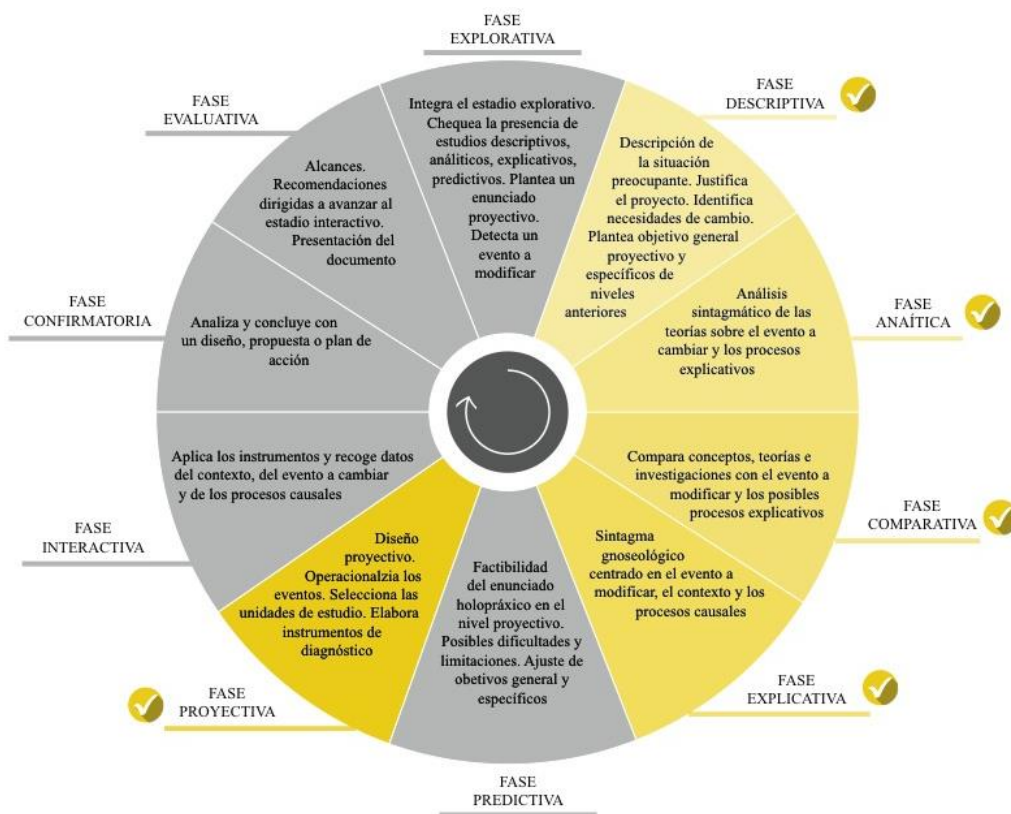 FASE
EXPLORATIVA
Integra el estadio explorativo.
Chequea la presencia de
estudios descriptivos,
análiticos, explicativos,
predictivos. Plantea un
enunciado
proyectivo.
Detecta un
evento a
modificar
FASE
DESCRIPTIVA
Descripción de
la situación
preocupante. Justifica
el proyecto. Identifica
necesidades de cambio.
Plantea objetivo general
proyectivo y
específicos de
niveles
anteriores
FASE
ANAÍTICA
Análisis
sintagmático de las
teorías sobre el evento a
cambiar y los procesos
explicativos
FASE
COMPARATIVA
Compara conceptos, teorías e
investigaciones con el evento a
modificar y los posibles
procesos explicativos
FASE
EXPLICATIVA
Sintagma
gnoseológico
centrado en el evento a
modificar, el contexto y los
procesos causales
FASE
PREDICTIVA
Factibilidad
del enunciado
holopráxico en el
nivel proyectivo.
Posibles dificultades y
limitaciones. Ajuste de
obetivos general y
específicos
FASE
PROYECTIVA
Diseño
proyectivo.
Operacionalzia los
eventos. Selecciona las
unidades de estudio. Elabora
instrumentos de
diagnóstico
FASE
INTERACTIVA
Aplica los instrumentos y recoge datos
del contexto, del evento a cambiar
y de los procesos causales
FASE
CONFIRMATORIA
Analiza y concluye con
un diseño, propuesta o plan de
acción
FASE
EVALUATIVA
Alcances.
Recomendaciones
dirigidas a avanzar al
estadio interactivo.
Presentación del
documento